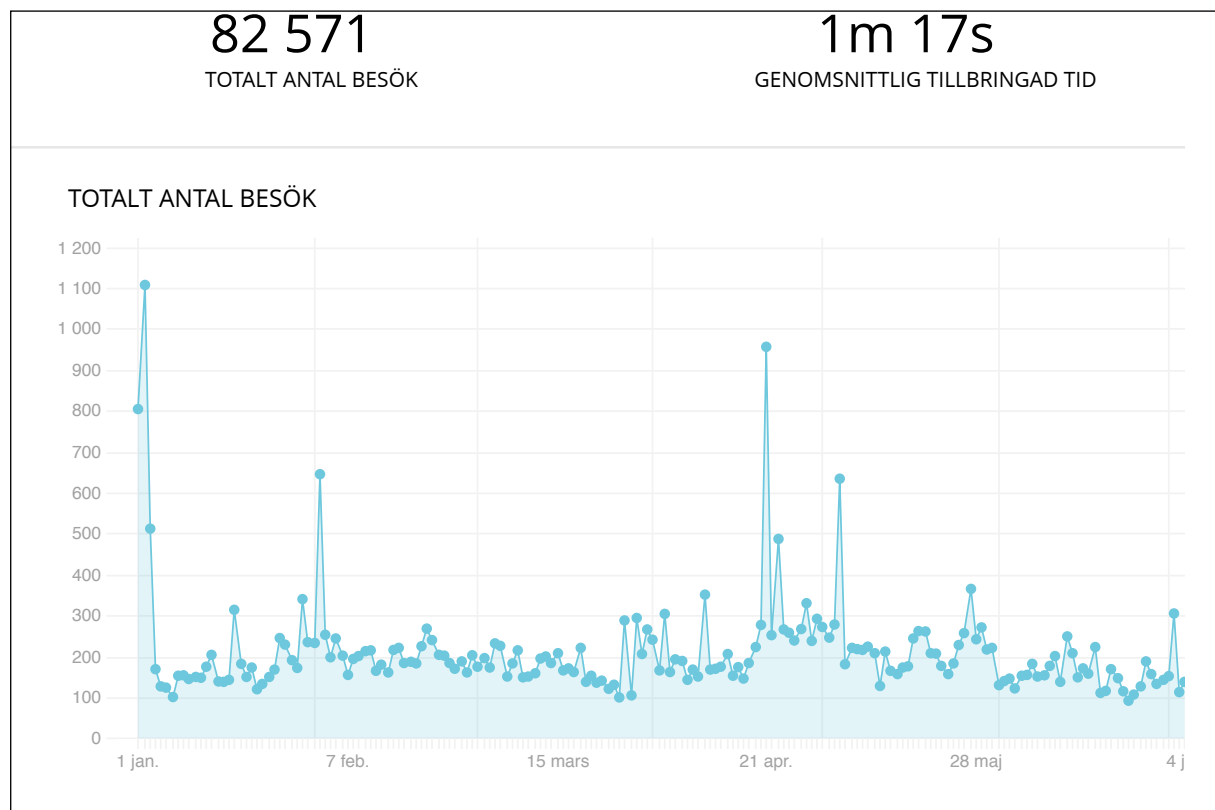 82 571
1m 17s
TOTALT ANTAL BESÖK
GENOMSNITTLIG TILLBRINGAD TID
TOTALT ANTAL BESÖK
1 200
1 100
1 000
900
800
700
600
500
400
300
200
100
0
1 jan.
7 feb.
15 mars
21 apr.
28 maj
4 j